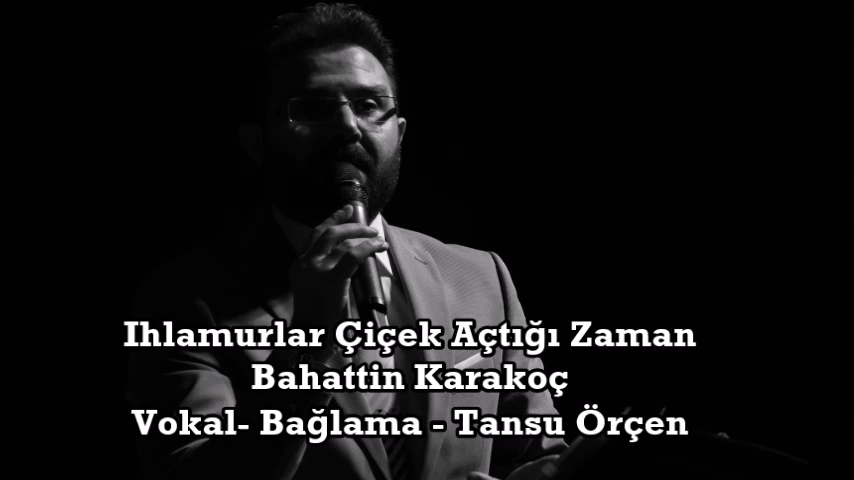 Ihlamurlar Çiçek Açtığı Zaman
Bahattin Karakoç
Vokal- Bağlama - Tansu Örçen